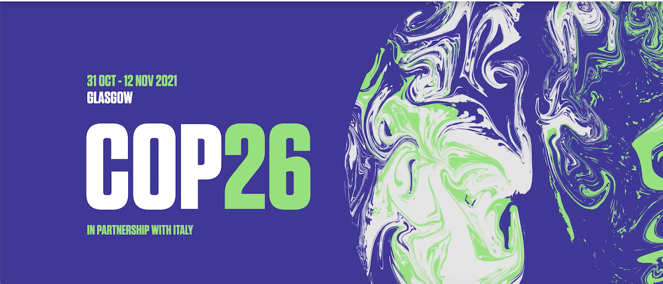 31 OCT - 12 NOV 2021
GLASGOW
COP26
IN PARTNERSHIP WITH ITALY